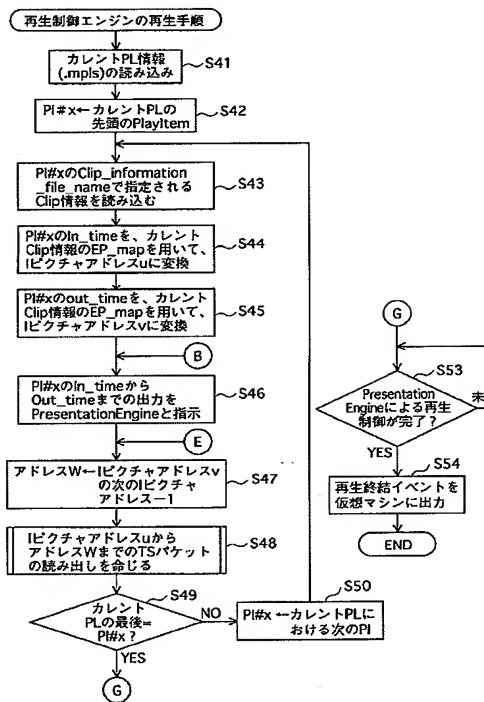 再生制御エンジンの再生手順
カレントPL情報
(.mpls)の読み込み
S41
PI#x←カレントPLの
先頭のPlayItem
S42
PI#xのClip_information
_file_nameで指定される
Clip情報を読み込む
S43
PI#xのIn_timeを、カレント
Clip情報のEP_mapを用いて、
Iピクチャアドレスuに変換
S44
PI#xのout_timeを、カレント
Clip情報のEP_mapを用いて、
Iピクチャアドレスvに変換
S45
B
PI#xのIn_timeから
Out_timeまでの出力を
PresentationEngineと指示
S46
E
アドレスW←Iピクチャアドレスv
の次のIピクチャ
アドレス−1
S47
Iピクチャアドレスuから
アドレスWまでのTSパケット
の読み出しを命じる
S48
カレント
PLの最後=
PI#x?
S49
NO
YES
G
PI#x←カレントPLに
おける次のPI
S50
G
Presentation
Engineによる再生
制御が完了?
S53
未
YES
再生終結イベントを
仮想マシンに出力
S54
END